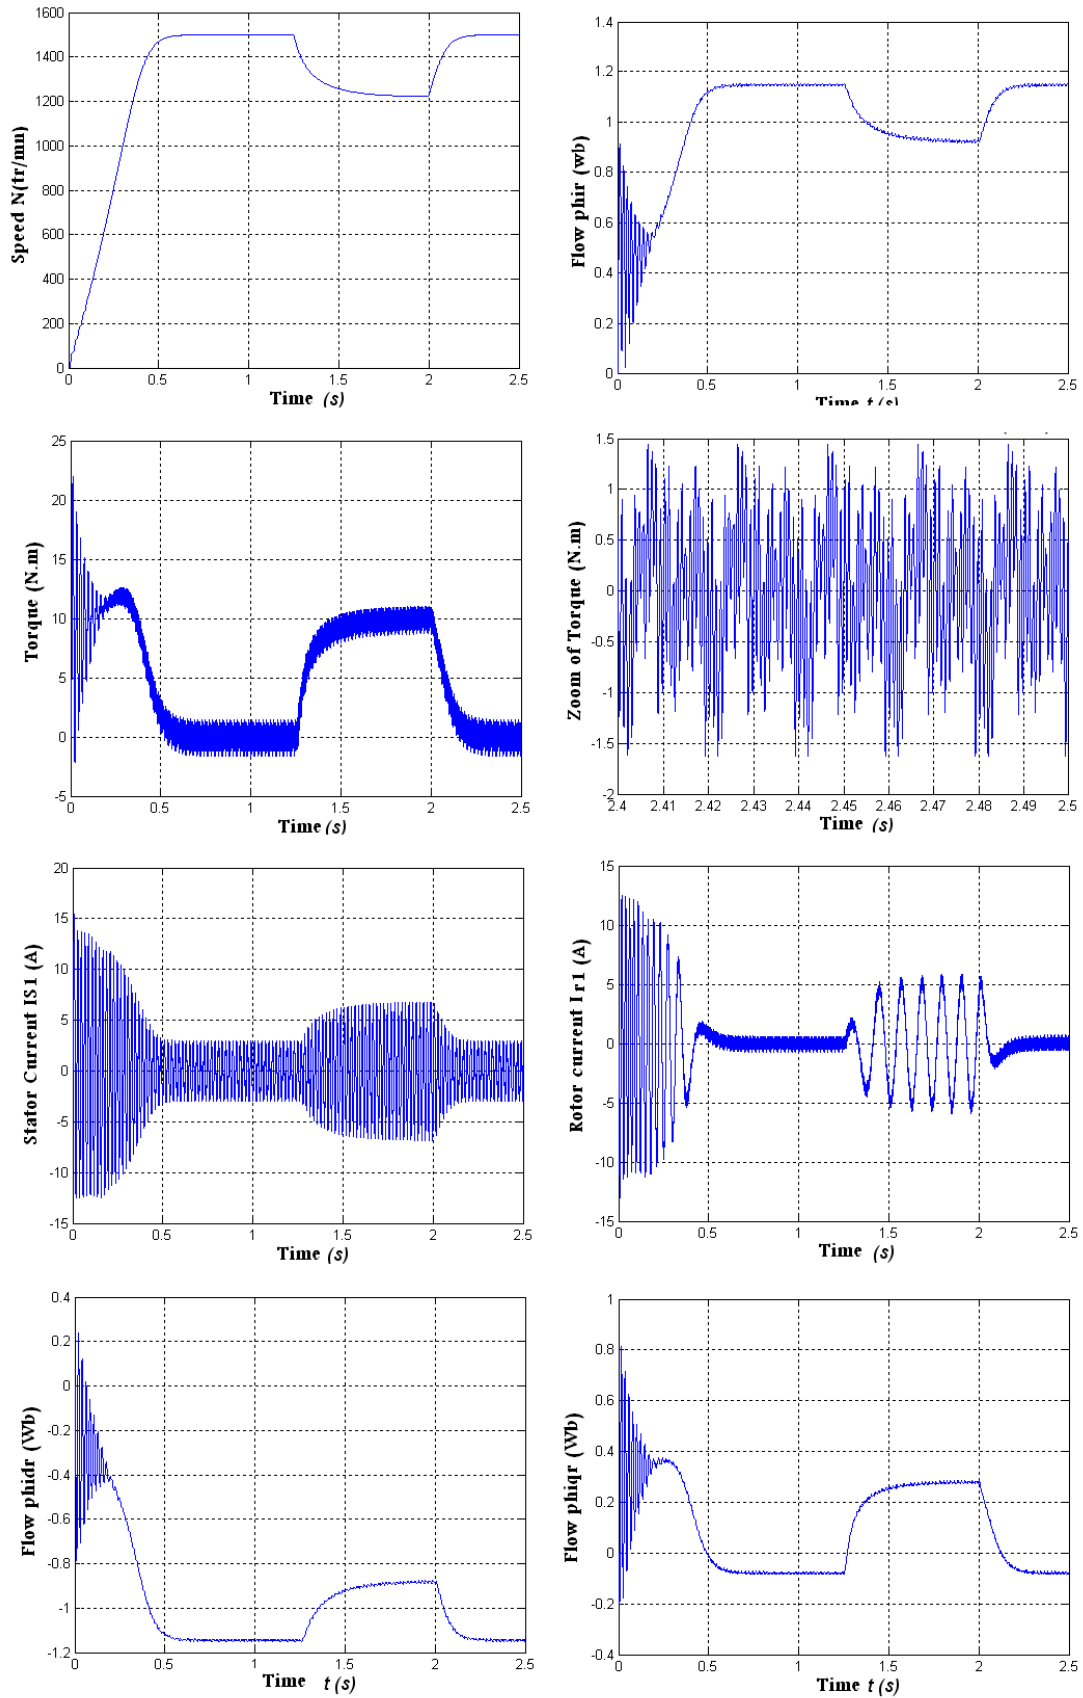 1600
1400
1200
1000
800
600
400
200
0
Speed N(tr/mn)
0 0.5 1 1.5 2 2.5
Time (s)
1.4
1.2
1
0.8
0.6
0.4
0.2
0
Flow phir (wb)
0 0.5 1 1.5 2 2.5
Time t (s)
25
20
15
10
5
0
-5
Torque (N.m)
0 0.5 1 1.5 2 2.5
Time (s)
1.5
1
0.5
0
-0.5
-1
-1.5
-2
Zoom of Torque (N.m)
2.4 2.41 2.42 2.43 2.44 2.45 2.46 2.47 2.48 2.49 2.5
Time (s)
20
15
10
5
0
-5
-10
-15
Stator Current IS1 (A)
0 0.5 1 1.5 2 2.5
Time (s)
15
10
5
0
-5
-10
-15
Rotor current Ir1 (A)
0 0.5 1 1.5 2 2.5
Time (s)
0.4
0.2
0
-0.2
-0.4
-0.6
-0.8
-1
-1.2
Flow phidr (Wb)
0 0.5 1 1.5 2 2.5
Time t (s)
1
0.8
0.6
0.4
0.2
0
-0.2
-0.4
Flow phiqr (Wb)
0 0.5 1 1.5 2 2.5
Time (s)